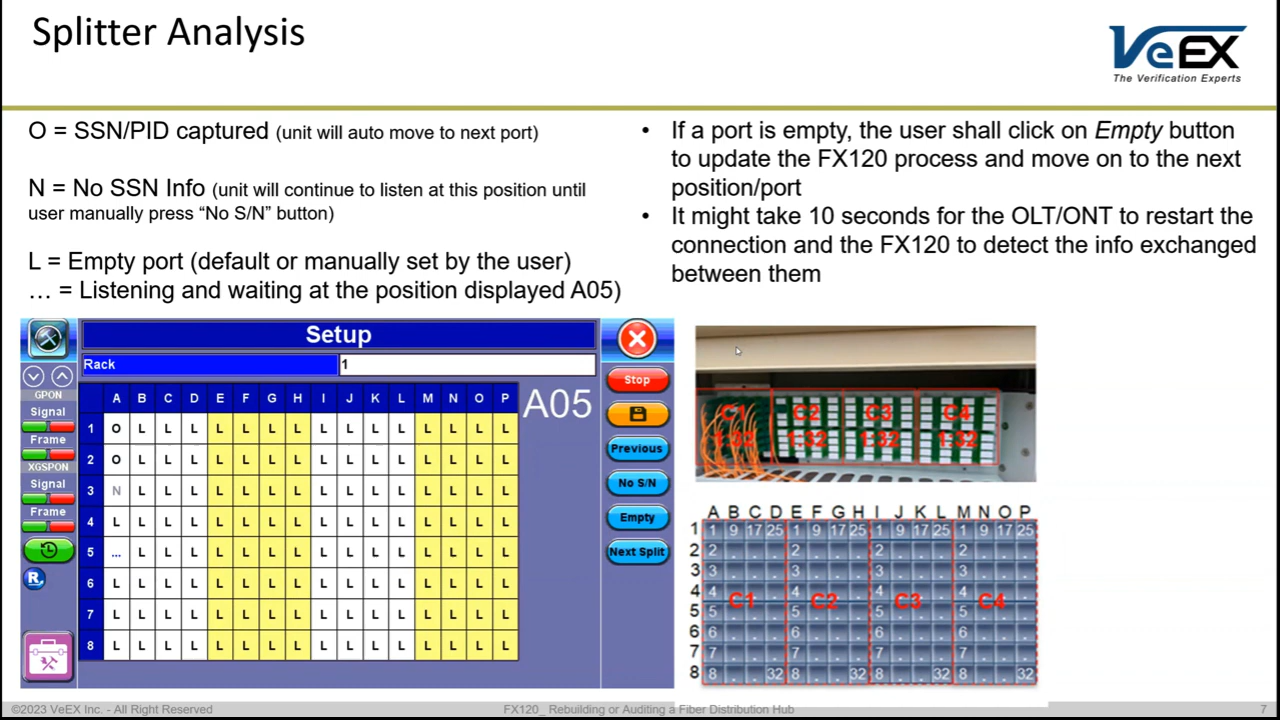 Splitter Analysis
VeEX
The Verification Experts
O = SSN/PID captured (unit will auto move to next port)
N = No SSN Info (unit will continue to listen at this position until
user manually press “No S/N” button)
L = Empty port (default or manually set by the user)
… = Listening and waiting at the position displayed A05)
• If a port is empty, the user shall click on Empty button
to update the FX120 process and move on to the next
position/port
• It might take 10 seconds for the OLT/ONT to restart the
connection and the FX120 to detect the info exchanged
between them
Setup
Rack 1
A B C D E F G H I J K L M N O P
1 O L L L L L L L L L L L L L L L
2 O L L L L L L L L L L L L L L L
3 N L L L L L L L L L L L L L L L
4 L L L L L L L L L L L L L L L L
5 ... L L L L L L L L L L L L L L L
6 L L L L L L L L L L L L L L L L
7 L L L L L L L L L L L L L L L L
8 L L L L L L L L L L L L L L L L
A05
GPON
Signal
Frame
XGSPON
Signal
Frame
R
Stop
Previous
No S/N
Empty
Next Split
C1 C2 C3 C4
1:32 1:32 1:32 1:32
A B C D E F G H I J K L M N O P
1 1 9 17 25 1 9 17 25 1 9 17 25 1 9 17 25
2 2 . . . 2 . . . 2 . . . 2 . . .
3 3 . . . 3 . . . 3 . . . 3 . . .
4 4 . . . 4 . . . 4 . . . 4 . . .
C1 C2 C3 C4
5 5 . . . 5 . . . 5 . . . 5 . . .
6 6 . . . 6 . . . 6 . . . 6 . . .
7 7 . . . 7 . . . 7 . . . 7 . . .
8 8 . . 32 8 . . 32 8 . . 32 8 . . 32
©2023 VeEX Inc. - All Right Reserved
FX120_ Rebuilding or Auditing a Fiber Distribution Hub
7